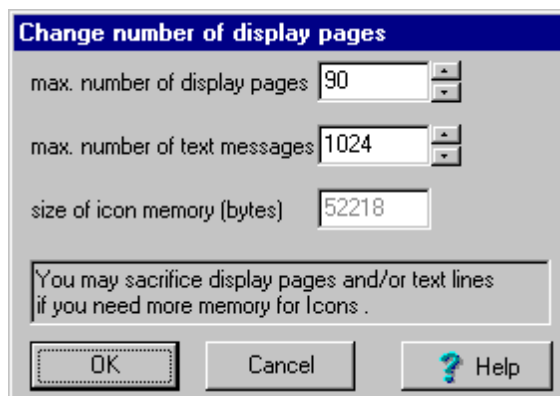 Change number of display pages
max. number of display pages 90
max. number of text messages 1024
size of icon memory (bytes) 52218
You may sacrifice display pages and/or text lines
if you need more memory for Icons .
OK Cancel ? Help